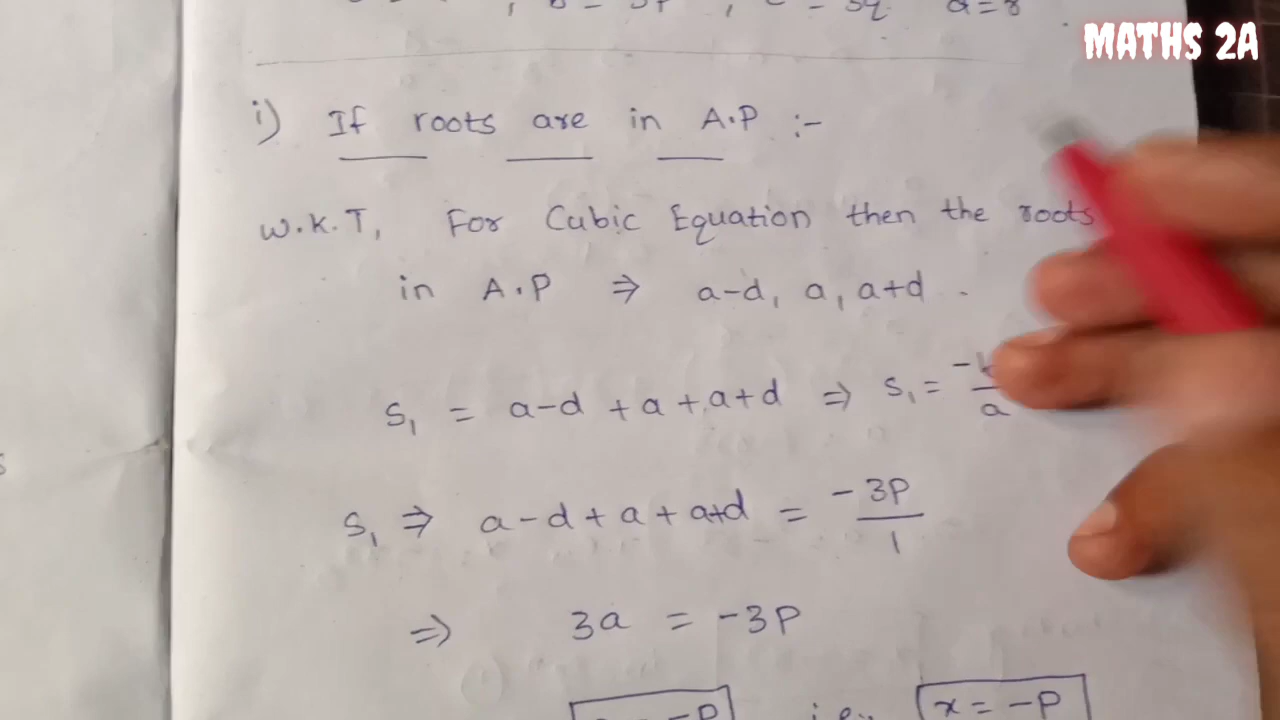 MATHS 2A
i) If roots are in A.P :-
W.K.T, For Cubic Equation then the roots
in A.P ⇒ a-d, a, a+d .
S₁ = a-d + a + a+d ⇒ S₁ = -b/a
S₁ ⇒ a-d + a + a+d = -3P/1
⇒ 3a = -3P
i.e., x = -P